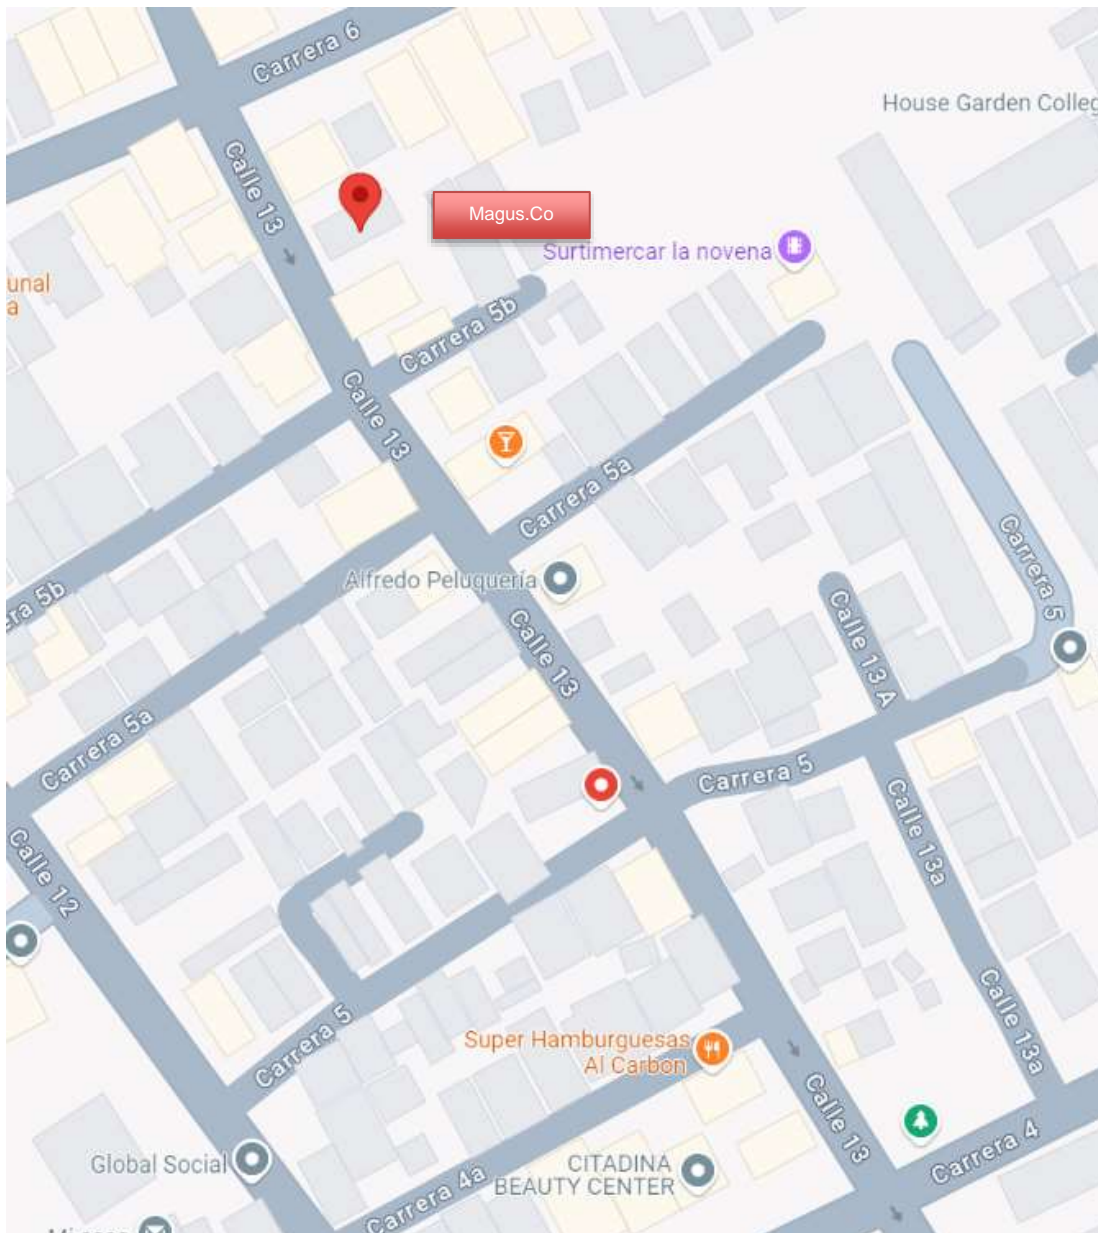 Carrera 6
House Garden Colleg
Calle 13
Magus.Co
Surtimercar la novena
unal
a
Carrera 5b
Calle 13
Carrera 5a
Carrera 5
ra 5b
Alfredo Peluquería
Calle 13 A
Calle 13
Carrera 5a
Carrera 5
Calle 13a
Calle 12
Calle 13a
Carrera 5
Super Hamburguesas
Al Carbon
Calle 13
Carrera 4
Global Social
CITADINA
BEAUTY CENTER
Carrera 4a